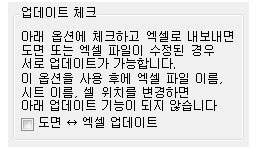 업데이트 체크
아래 옵션에 체크하고 엑셀로 내보내면
도면 또는 엑셀 파일이 수정된 경우
서로 업데이트가 가능합니다.
이 옵션을 사용 후에 엑셀 파일 이름,
시트 이름, 셀 위치를 변경하면
아래 업데이트 기능이 되지 않습니다
도면 ↔ 엑셀 업데이트